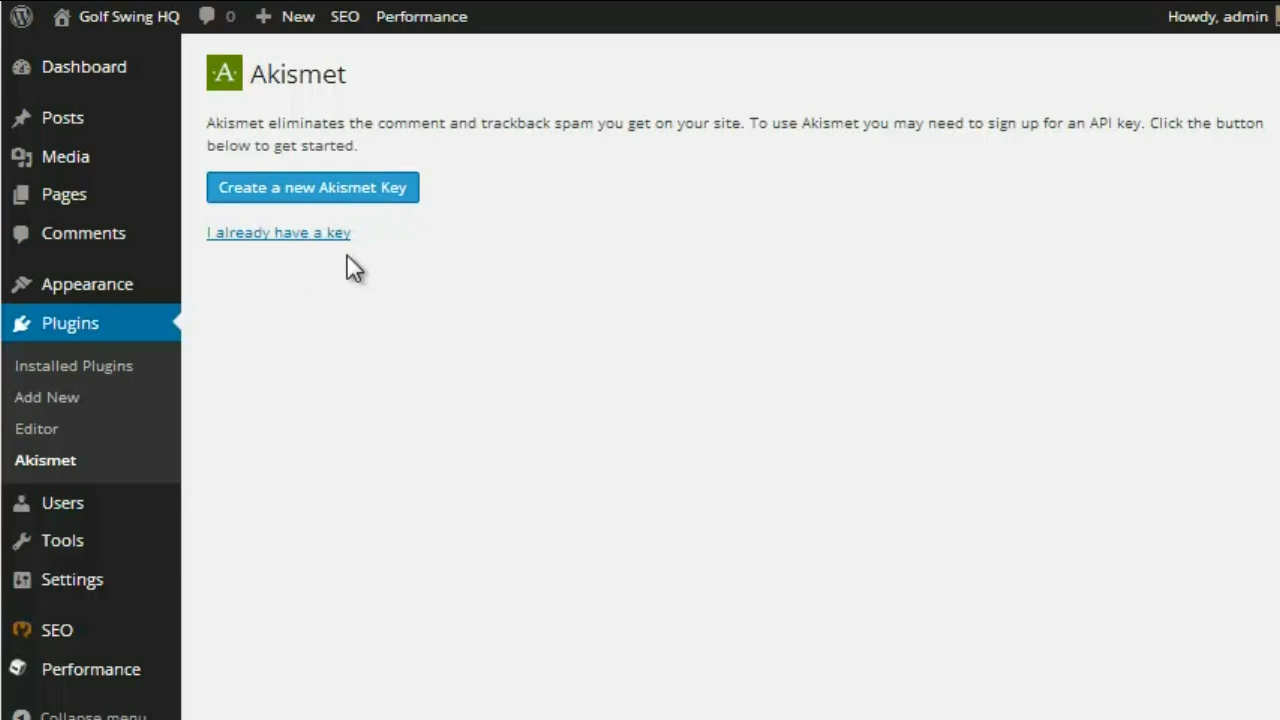 Golf Swing HQ 0 New SEO Performance Howdy, admin
Dashboard
Posts
Media
Pages
Comments
Appearance
Plugins
Installed Plugins
Add New
Editor
Akismet
Users
Tools
Settings
SEO
Performance
Collapse menu
·A· Akismet
Akismet eliminates the comment and trackback spam you get on your site. To use Akismet you may need to sign up for an API key. Click the button
below to get started.
Create a new Akismet Key
I already have a key